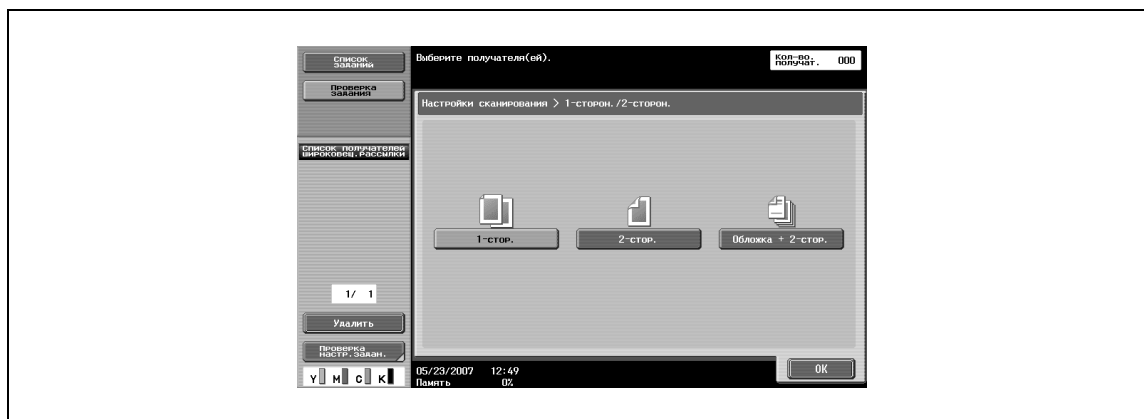 Список
заданий
Проверка
задания
Список получателей
широковещ.рассылки
1/ 1
Удалить
Проверка
настр.задан.
Y M C K
Выберите получателя(ей).
Кол-во.
получат. 000
Настройки сканирования > 1-сторон./2-сторон.
1-стор.
2-стор.
Обложка + 2-стор.
05/23/2007 12:49
Память 0%
OK